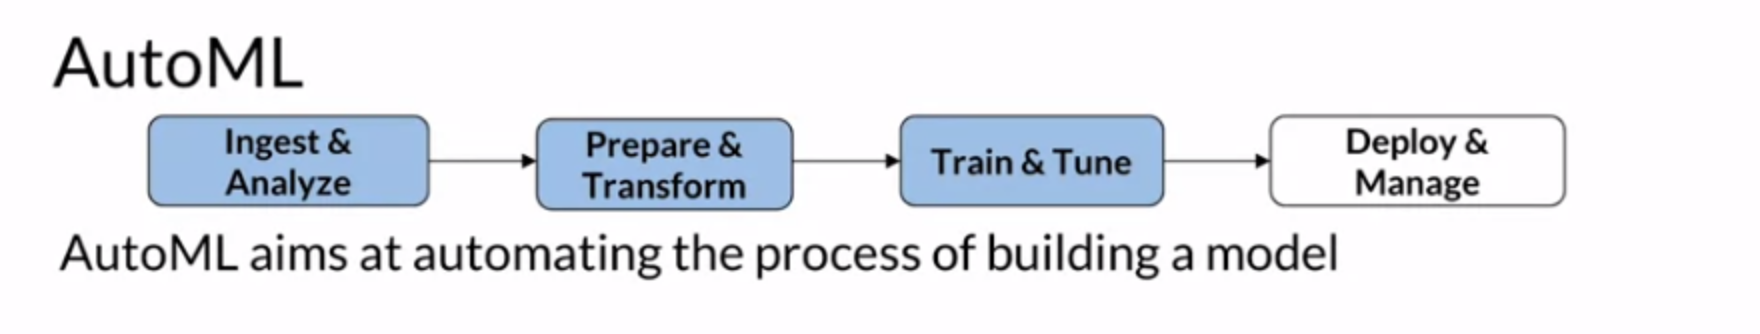 AutoML
Ingest &
Analyze
Prepare &
Transform
Train & Tune
Deploy &
Manage
AutoML aims at automating the process of building a model